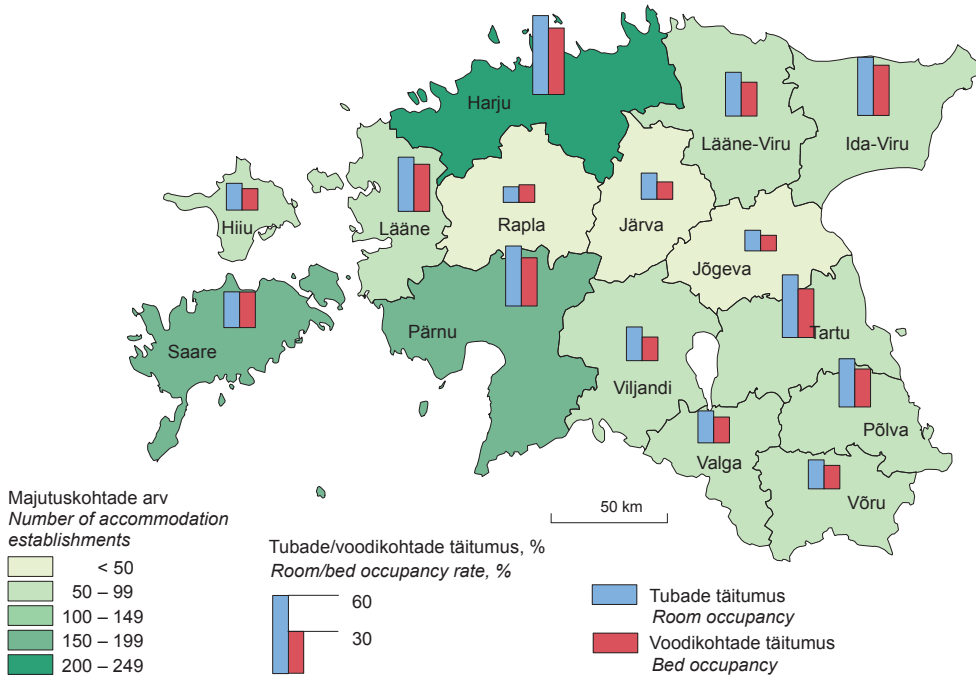 Harju
Lääne-Viru
Ida-Viru
Hiiu
Lääne
Rapla
Järva
Jõgeva
Saare
Pärnu
Viljandi
Tartu
Valga
Põlva
Võru
50 km
Majutuskohtade arv
Number of accommodation
establishments
< 50
50 – 99
100 – 149
150 – 199
200 – 249
Tubade/voodikohtade täitumus, %
Room/bed occupancy rate, %
60
30
Tubade täitumus
Room occupancy
Voodikohtade täitumus
Bed occupancy